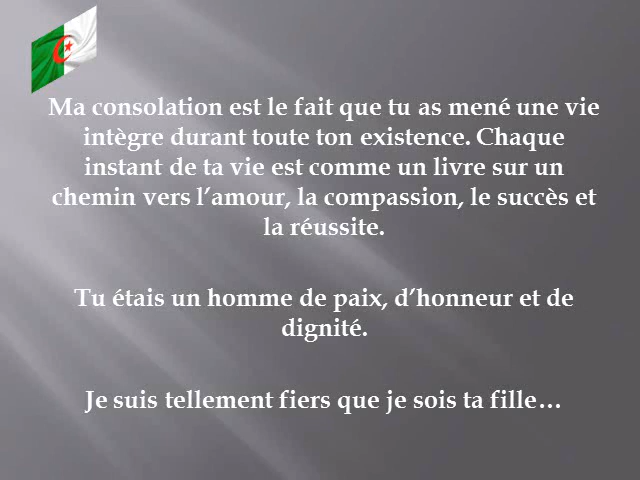 Ma consolation est le fait que tu as mené une vie
intègre durant toute ton existence. Chaque
instant de ta vie est comme un livre sur un
chemin vers l’amour, la compassion, le succès et
la réussite.
Tu étais un homme de paix, d’honneur et de
dignité.
Je suis tellement fiers que je sois ta fille…